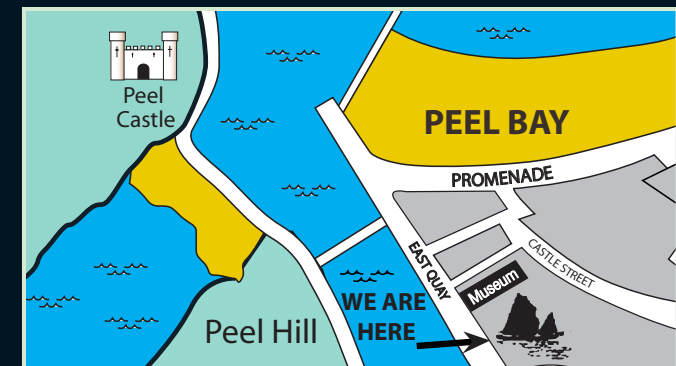 Peel
Castle
PEEL BAY
PROMENADE
CASTLE STREET
EAST QUAY
Museum
WE ARE
HERE
Peel Hill